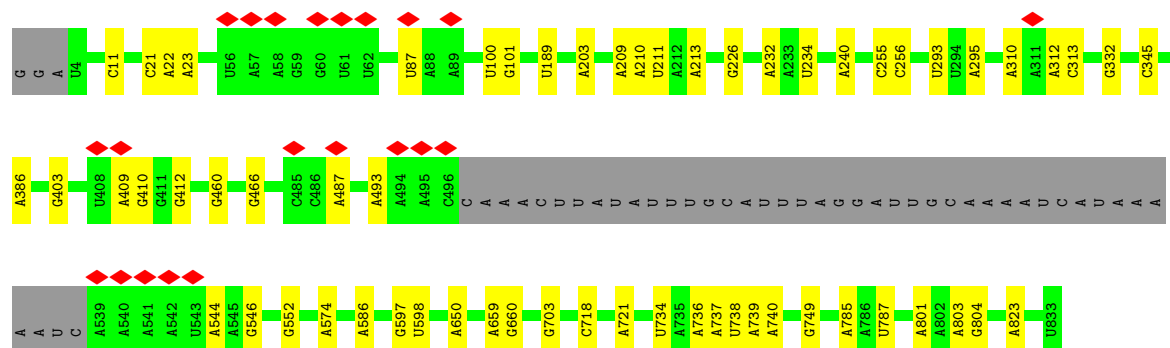 G G A U4 C11 C21 A22 A23 U56 A57 A58 G59 G60 U61 U62 U87 A88 A89 U100 G101 U189 A203 A209 A210 U211 A212 A213 G226 A232 A233 U234 A240 C255 C256 U293 U294 A295 A310 A311 A312 C313 G332 C345
A386 G403 U408 A409 G410 G411 G412 G460 G466 C485 C486 A487 A493 A494 A495 C496 C A A A C U U A U A U U U G C A U U U A G G A U U G C A A A A U C A U A A A
A A U C A539 A540 A541 A542 U543 A544 A545 G546 G552 A574 A586 G597 U598 A650 A659 G660 G703 C718 A721 U734 A735 A736 A737 U738 A739 A740 G749 A785 A786 U787 A801 A802 A803 G804 A823 U833